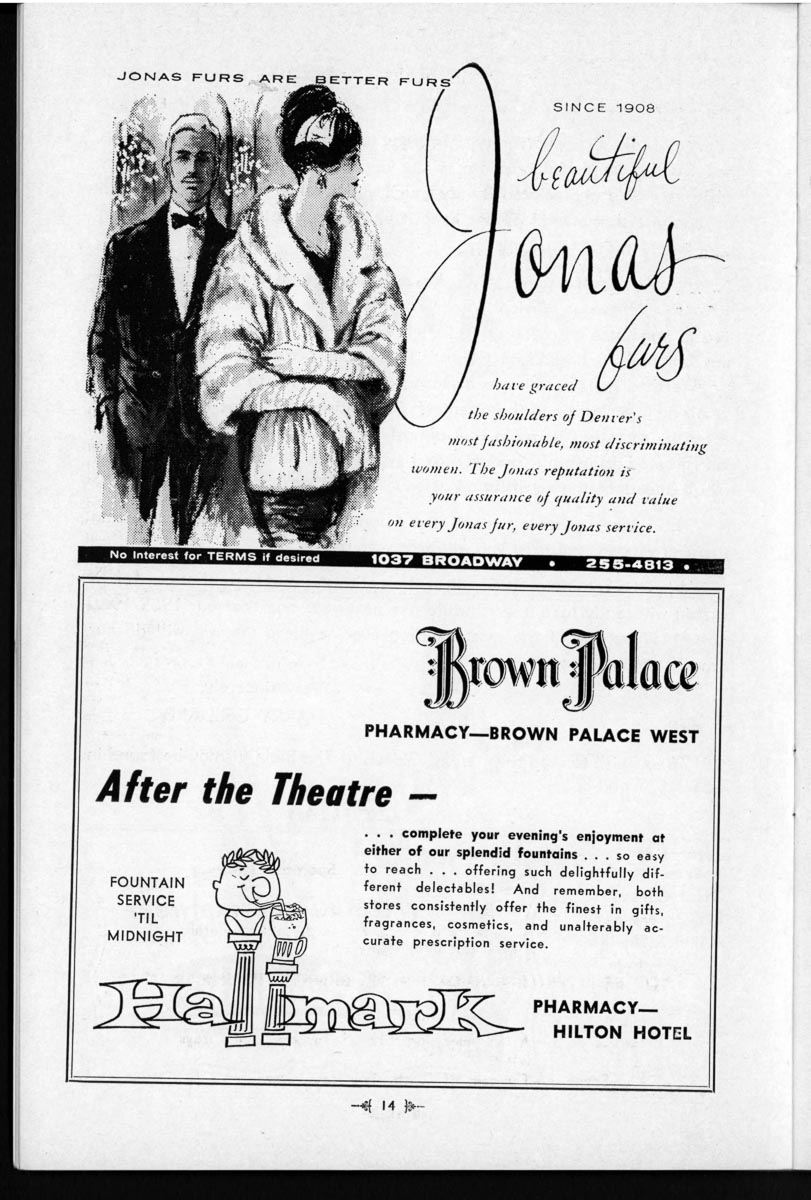 JONAS FURS ARE BETTER FURS
SINCE 1908
beautiful
Jonas
furs
have graced
the shoulders of Denver's
most fashionable, most discriminating
women. The Jonas reputation is
your assurance of quality and value
on every Jonas fur, every Jonas service.
No Interest for TERMS if desired 1037 BROADWAY • 255-4813 •
Brown Palace
PHARMACY—BROWN PALACE WEST
After the Theatre —
. . . complete your evening's enjoyment at
either of our splendid fountains . . . so easy
to reach . . . offering such delightfully dif-
ferent delectables! And remember, both
stores consistently offer the finest in gifts,
fragrances, cosmetics, and unalterably ac-
curate prescription service.
FOUNTAIN
SERVICE
'TIL
MIDNIGHT
Hallmark
PHARMACY—
HILTON HOTEL
14